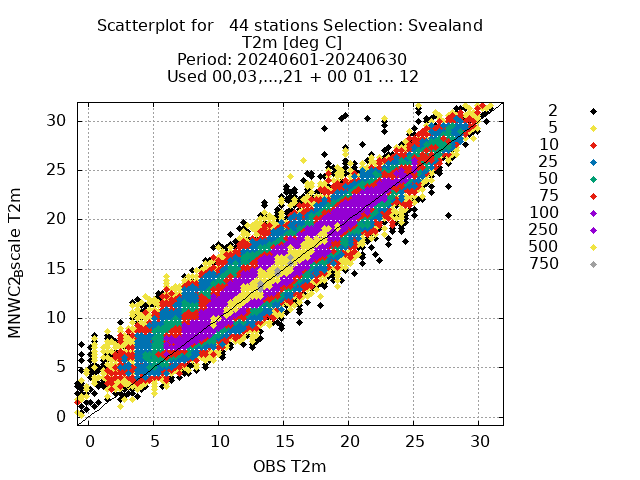 Scatterplot for   44 stations Selection: Svealand
T2m [deg C]
Period: 20240601-20240630
Used 00,03,...,21 + 00 01 ... 12
MNWC2Bscale T2m
30
25
20
15
10
5
0
0 5 10 15 20 25 30
OBS T2m
2
5
10
25
50
75
100
250
500
750